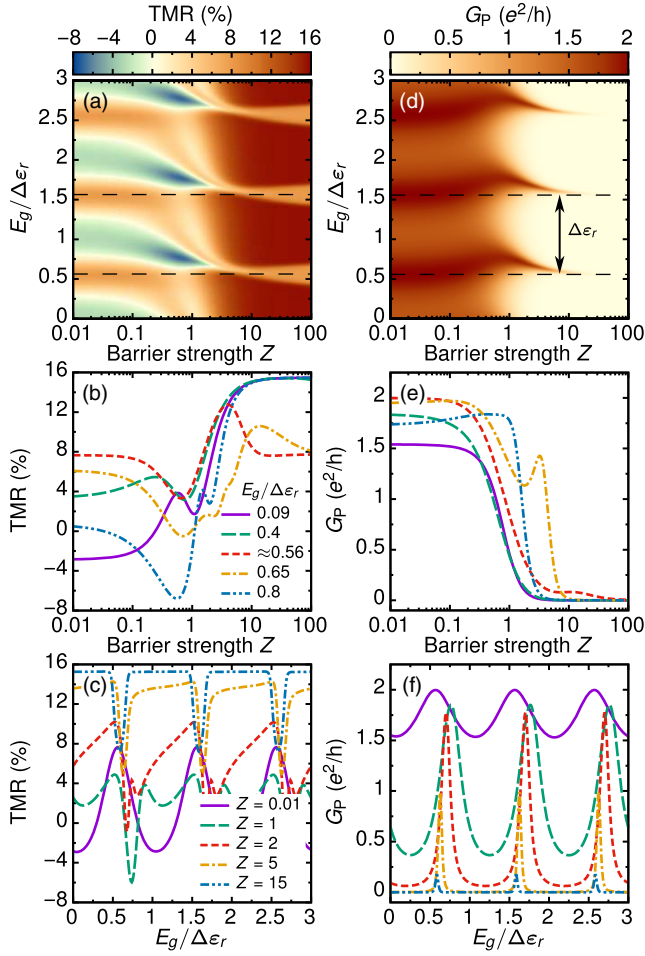 TMR (%)
−8 −4 0 4 8 12 16
G_P (e²/h)
0 0.5 1 1.5 2
(a)
E_g/Δε_r
3
2.5
2
1.5
1
0.5
0
0.01 0.1 1 10 100
Barrier strength Z
(d)
E_g/Δε_r
3
2.5
2
1.5
1
0.5
0
Δε_r
0.01 0.1 1 10 100
Barrier strength Z
(b)
TMR (%)
16
12
8
4
0
−4
−8
E_g/Δε_r
0.09
0.4
≈0.56
0.65
0.8
0.01 0.1 1 10 100
Barrier strength Z
(e)
G_P (e²/h)
2
1.5
1
0.5
0
0.01 0.1 1 10 100
Barrier strength Z
(c)
TMR (%)
16
12
8
4
0
−4
−8
Z = 0.01
Z = 1
Z = 2
Z = 5
Z = 15
0 0.5 1 1.5 2 2.5 3
E_g/Δε_r
(f)
G_P (e²/h)
2
1.5
1
0.5
0
0 0.5 1 1.5 2 2.5 3
E_g/Δε_r